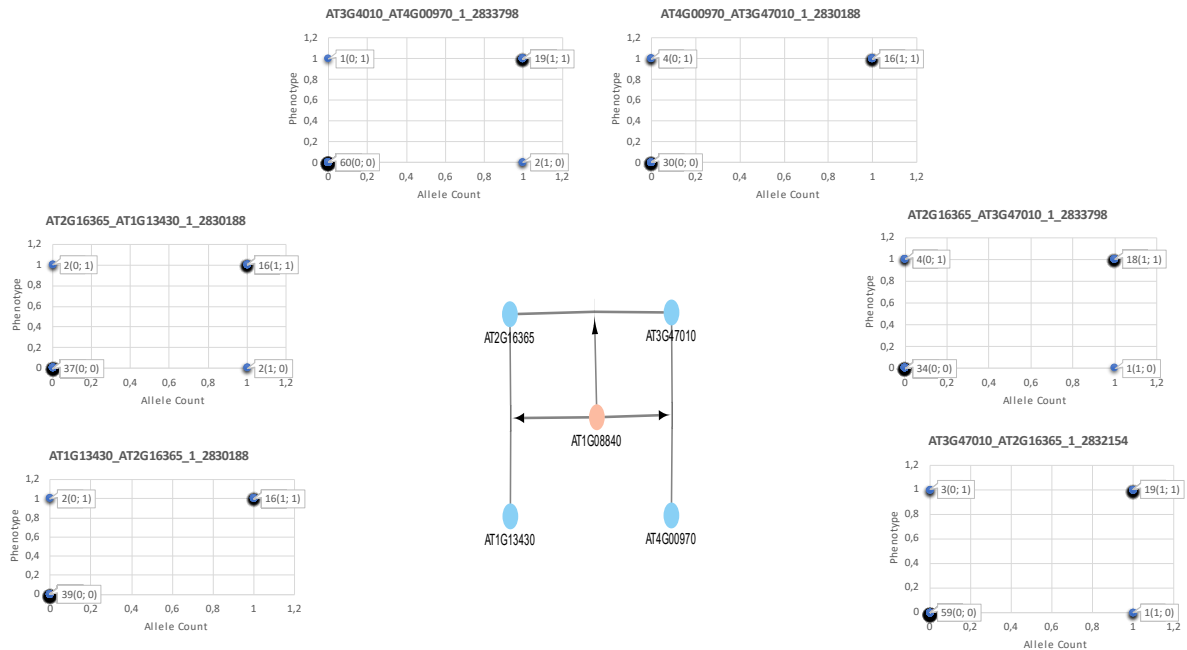 AT3G4010_AT4G00970_1_2833798
1,2
1
0,8
0,6
0,4
0,2
0
Phenotype
1(0; 1)
19(1; 1)
60(0; 0)
2(1; 0)
0 0,2 0,4 0,6 0,8 1 1,2
Allele Count
AT4G00970_AT3G47010_1_2830188
1,2
1
0,8
0,6
0,4
0,2
0
Phenotype
4(0; 1)
16(1; 1)
30(0; 0)
0 0,2 0,4 0,6 0,8 1 1,2
Allele Count
AT2G16365_AT1G13430_1_2830188
1,2
1
0,8
0,6
0,4
0,2
0
Phenotype
2(0; 1)
16(1; 1)
37(0; 0)
2(1; 0)
0 0,2 0,4 0,6 0,8 1 1,2
Allele Count
AT2G16365_AT3G47010_1_2833798
1,2
1
0,8
0,6
0,4
0,2
0
Phenotype
4(0; 1)
18(1; 1)
34(0; 0)
1(1; 0)
0 0,2 0,4 0,6 0,8 1 1,2
Allele Count
AT2G16365
AT3G47010
AT1G08840
AT1G13430
AT4G00970
AT1G13430_AT2G16365_1_2830188
1,2
1
0,8
0,6
0,4
0,2
0
Phenotype
2(0; 1)
16(1; 1)
39(0; 0)
0 0,2 0,4 0,6 0,8 1 1,2
Allele Count
AT3G47010_AT2G16365_1_2832154
1,2
1
0,8
0,6
0,4
0,2
0
Phenotype
3(0; 1)
19(1; 1)
59(0; 0)
1(1; 0)
0 0,2 0,4 0,6 0,8 1 1,2
Allele Count